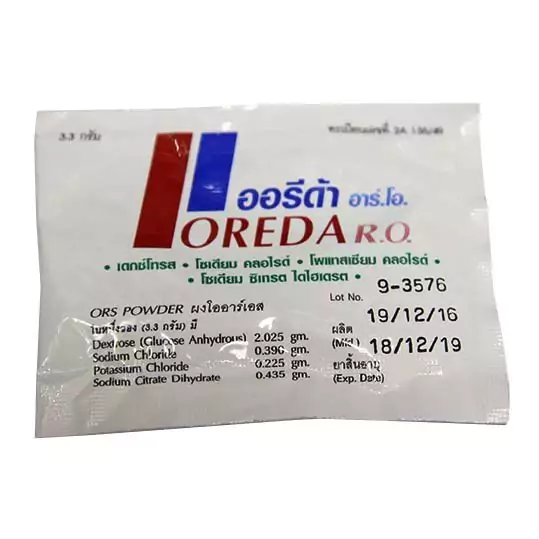 3.3 กรัม
ทะเบียนเลขที่ 2A 136/49
ออรีด้า อาร์.โอ.
OREDA R.O.
• เดกซ์โทรส • โซเดียม คลอไรด์ • โพแทสเซียม คลอไรด์ •
• โซเดียม ซิเทรต ไดไฮเดรต •
ORS POWDER ผงโออาร์เอส
ในหนึ่งซอง (3.3 กรัม) มี
Dextrose (Glucose Anhydrous) 2.025 gm.
Sodium Chloride 0.390 gm.
Potassium Chloride 0.225 gm.
Sodium Citrate Dihydrate 0.435 gm.
Lot No. 9-3576
ผลิต 19/12/16
(Mfd.) 18/12/19
ยาสิ้นอายุ
(Exp. Date)